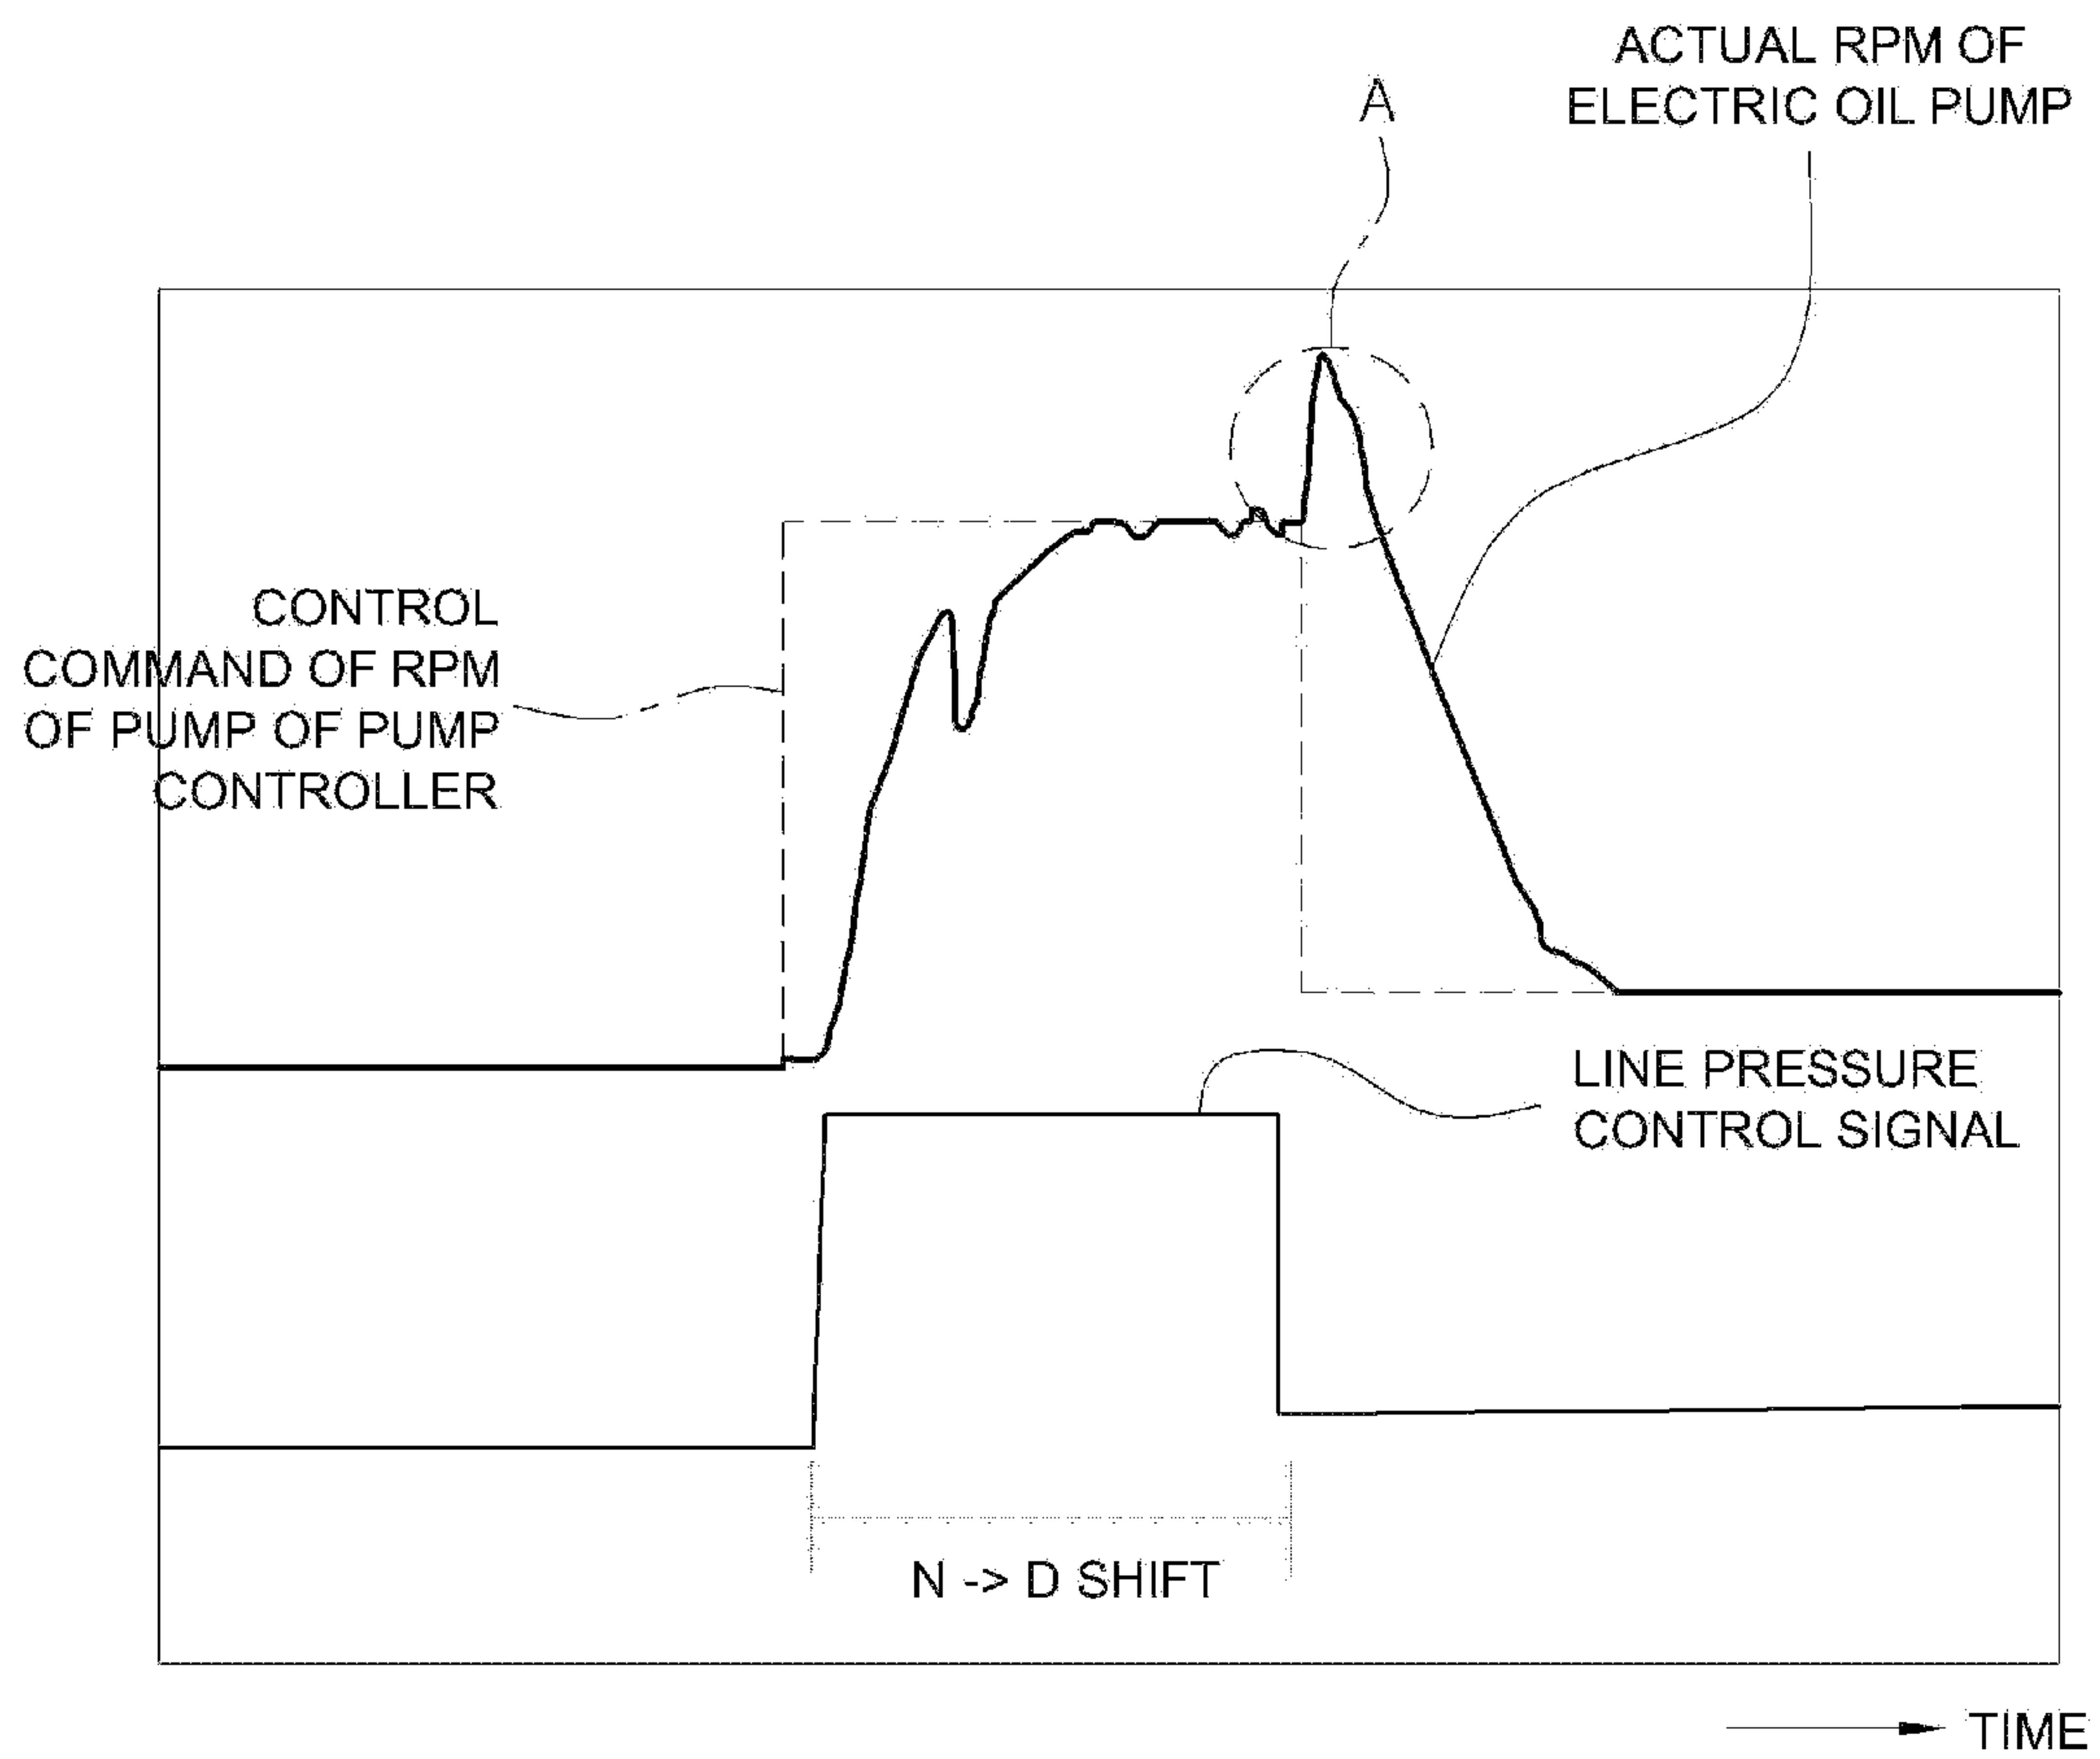 ACTUAL RPM OF
ELECTRIC OIL PUMP
A
CONTROL
COMMAND OF RPM
OF PUMP OF PUMP
CONTROLLER
LINE PRESSURE
CONTROL SIGNAL
N -> D SHIFT
TIME